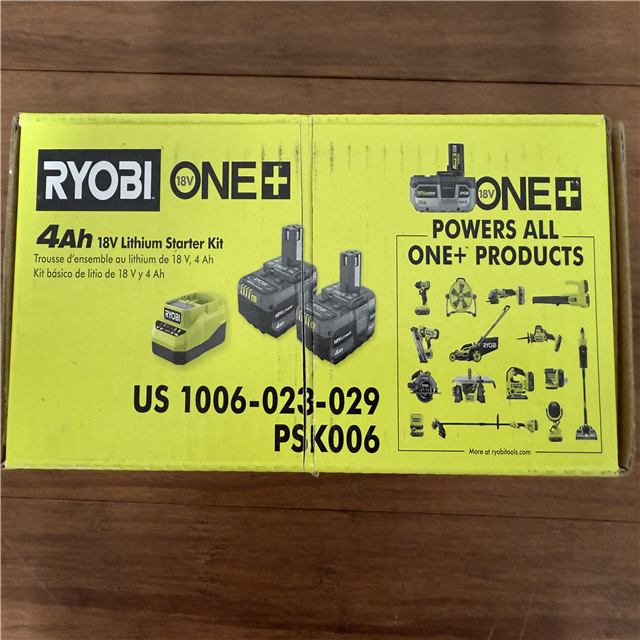 RYOBI 18V ONE+
4Ah 18V Lithium Starter Kit
Trousse d'ensemble au lithium de 18 V, 4 Ah
Kit básico de litio de 18 V y 4 Ah
RYOBI
4Ah
4Ah
US 1006-023-029
PSK006
18V ONE+™
POWERS ALL
ONE+™ PRODUCTS
RYOBI
More at ryobitools.com